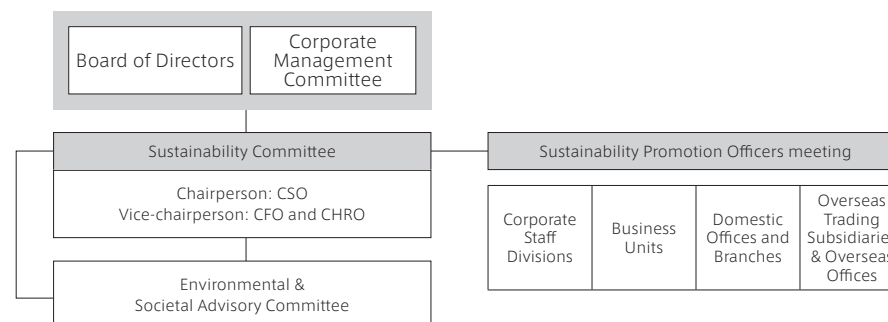 Board of Directors
Corporate
Management
Committee
Sustainability Committee
Chairperson: CSO
Vice-chairperson: CFO and CHRO
Environmental &
Societal Advisory Committee
Sustainability Promotion Officers meeting
Corporate
Staff
Divisions
Business
Units
Domestic
Offices and
Branches
Overseas
Trading
Subsidiaries
& Overseas
Offices